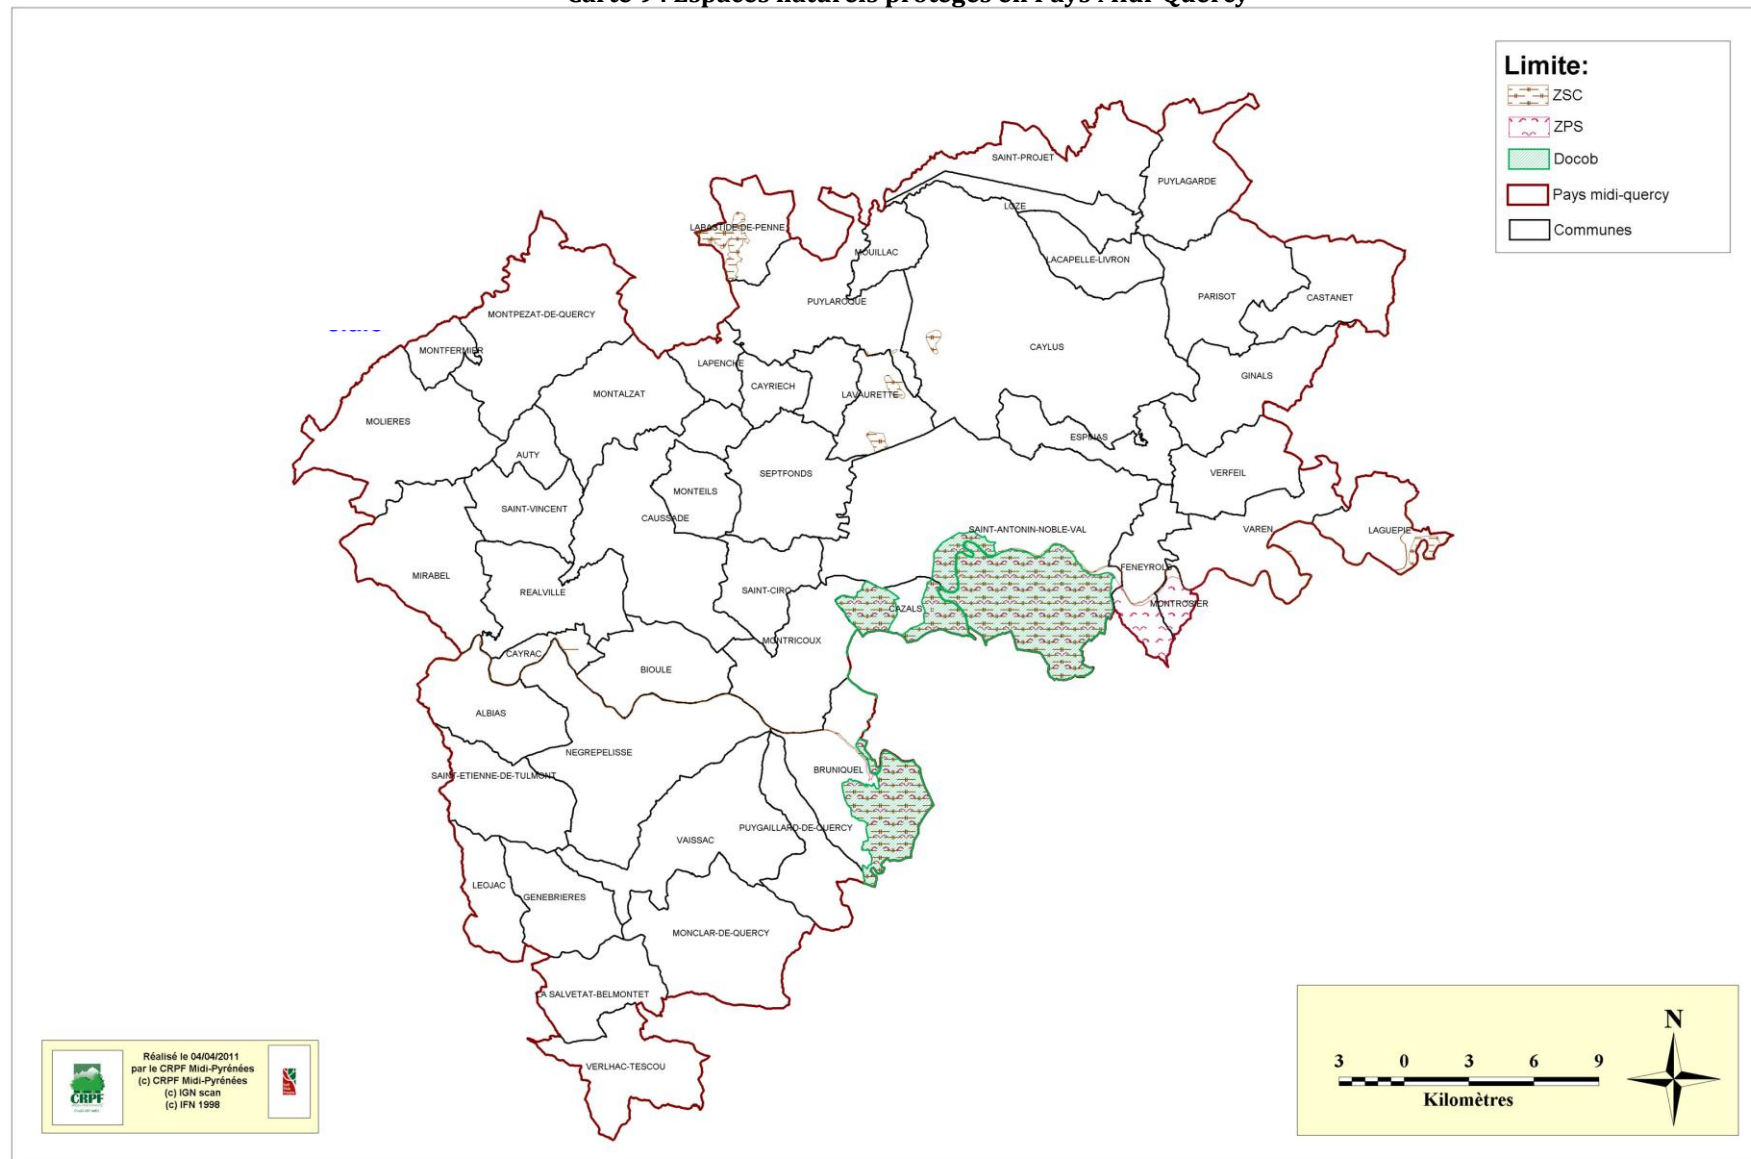 Carte 9 : Espaces naturels protégés en Pays Midi-Quercy
Limite:
ZSC
ZPS
Docob
Pays midi-quercy
Communes
SAINT-PROJET
PUYLAGARDE
LOZE
LABASTIDE-DE-PENNE
MOUILLAC
LACAPELLE-LIVRON
PUYLAROQUE
PARISOT
CASTANET
MONTPEZAT-DE-QUERCY
MONTFERMIER
CAYLUS
LAPENCHE
GINALS
CAYRIECH
MONTALZAT
LAVAURETTE
MOLIERES
ESPINAS
AUTY
SEPTFONDS
VERFEIL
MONTEILS
SAINT-VINCENT
CAUSSADE
SAINT-ANTONIN-NOBLE-VAL
VAREN
LAGUEPIE
FENEYROLS
MIRABEL
REALVILLE
SAINT-CIRQ
CAZALS
MONTROSIER
MONTRICOUX
CAYRAC
BIOULE
ALBIAS
NEGREPELISSE
BRUNIQUEL
SAINT-ETIENNE-DE-TULMONT
PUYGAILLARD-DE-QUERCY
VAISSAC
LEOJAC
GENEBRIERES
MONCLAR-DE-QUERCY
LA SALVETAT-BELMONTET
VERLHAC-TESCOU
Réalisé le 04/04/2011
par le CRPF Midi-Pyrénées
(c) CRPF Midi-Pyrénées
(c) IGN scan
(c) IFN 1998
CRPF
N
3 0 3 6 9
Kilomètres